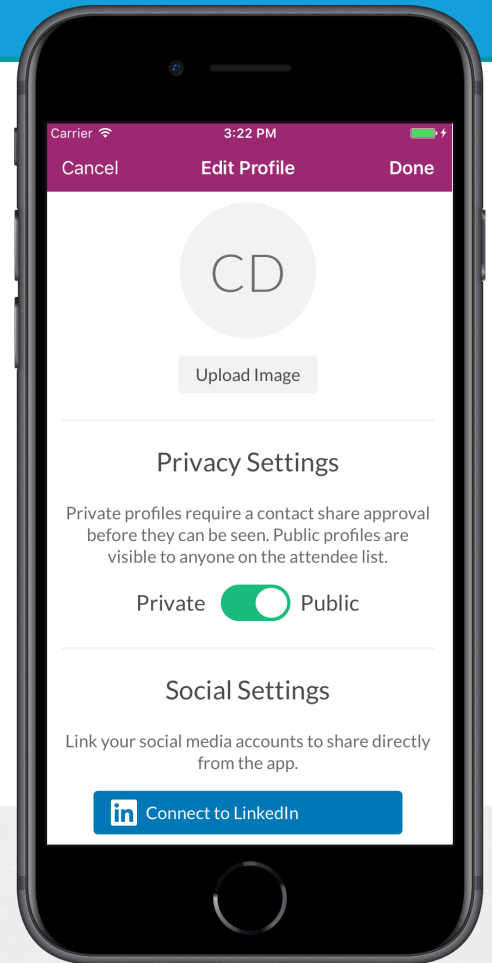 Carrier 3:22 PM
Cancel Edit Profile Done
CD
Upload Image
Privacy Settings
Private profiles require a contact share approval
before they can be seen. Public profiles are
visible to anyone on the attendee list.
Private Public
Social Settings
Link your social media accounts to share directly
from the app.
in Connect to LinkedIn